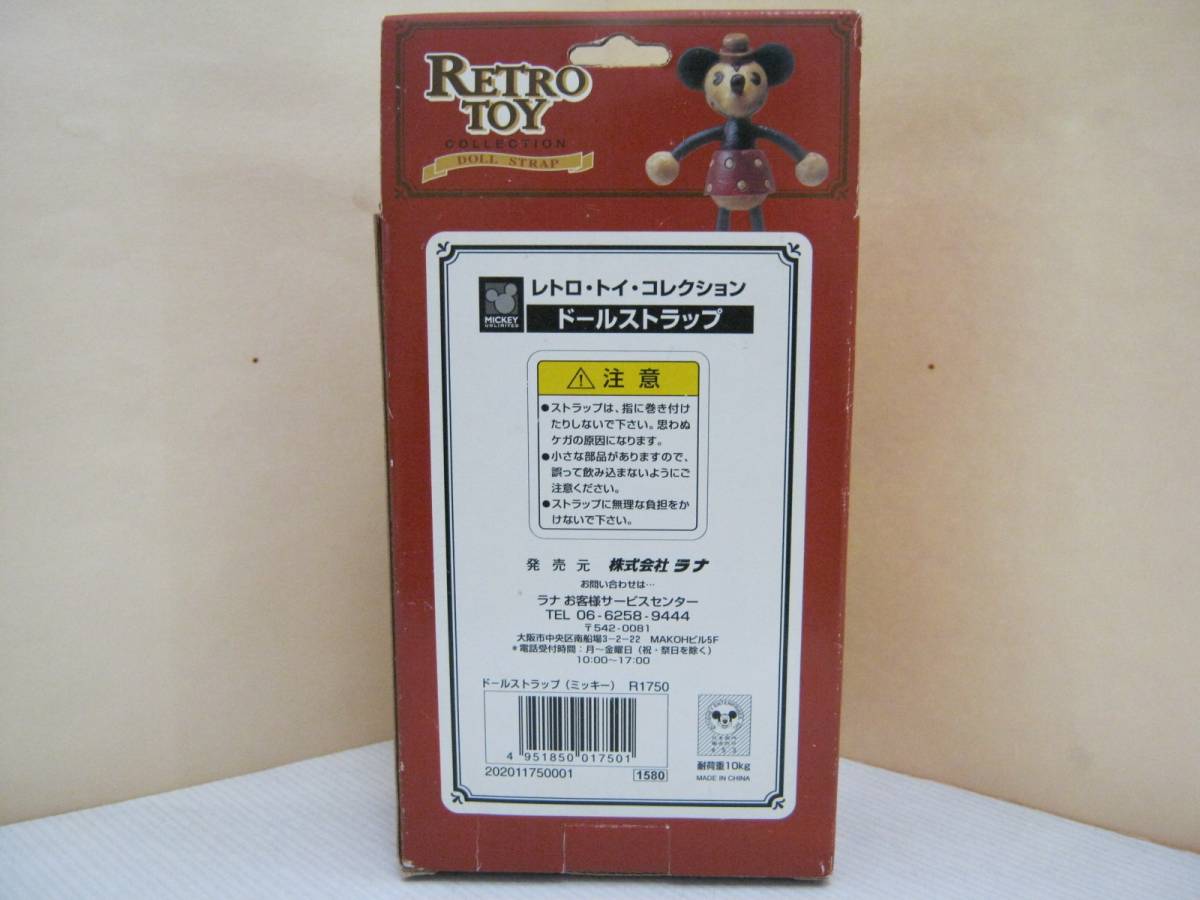 RETRO
TOY
COLLECTION
DOLL STRAP
MICKEY
UNLIMITED
レトロ・トイ・コレクション
ドールストラップ
注意
●ストラップは、指に巻き付け
たりしないで下さい。思わぬ
ケガの原因になります。
●小さな部品がありますので、
誤って飲み込まないようにご
注意ください。
●ストラップに無理な負担をか
けないで下さい。
発売元 株式会社 ラナ
お問い合わせは…
ラナ お客様サービスセンター
TEL 06-6258-9444
〒542-0081
大阪市中央区南船場3-2-22 MAKOHビル5F
*電話受付時間:月〜金曜日(祝・祭日を除く)
10:00〜17:00
ドールストラップ(ミッキー) R1750
4 951850 017501
202011750001 1580
耐荷重10kg
MADE IN CHINA